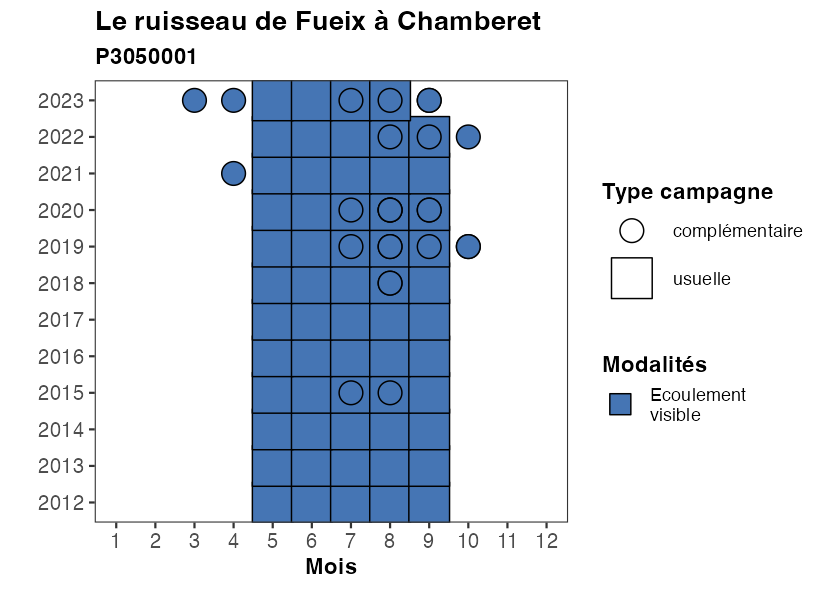 Le ruisseau de Fueix à Chamberet
P3050001
2023
2022
2021
2020
2019
2018
2017
2016
2015
2014
2013
2012
1 2 3 4 5 6 7 8 9 10 11 12
Mois
Type campagne
complémentaire
usuelle
Modalités
Ecoulement
visible